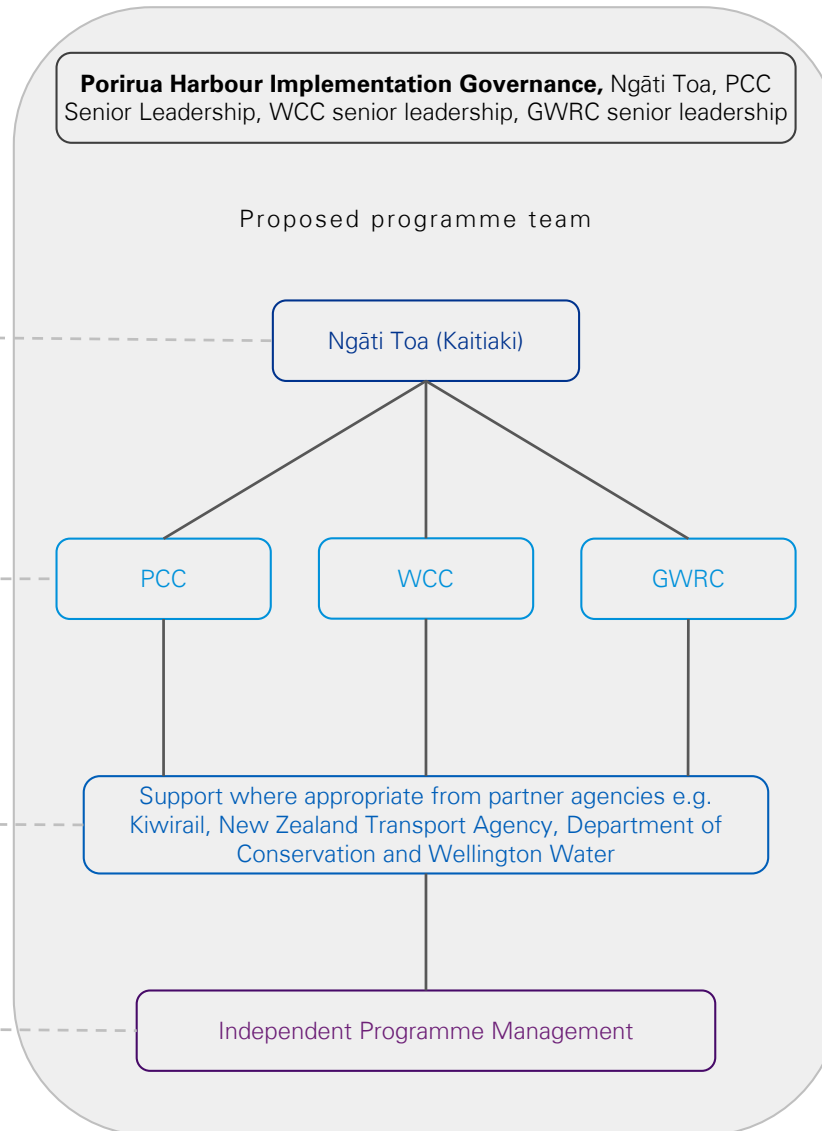 Porirua Harbour Implementation Governance, Ngāti Toa, PCC
Senior Leadership, WCC senior leadership, GWRC senior leadership
Proposed programme team
Ngāti Toa (Kaitiaki)
PCC
WCC
GWRC
Support where appropriate from partner agencies e.g.
Kiwirail, New Zealand Transport Agency, Department of
Conservation and Wellington Water
Independent Programme Management